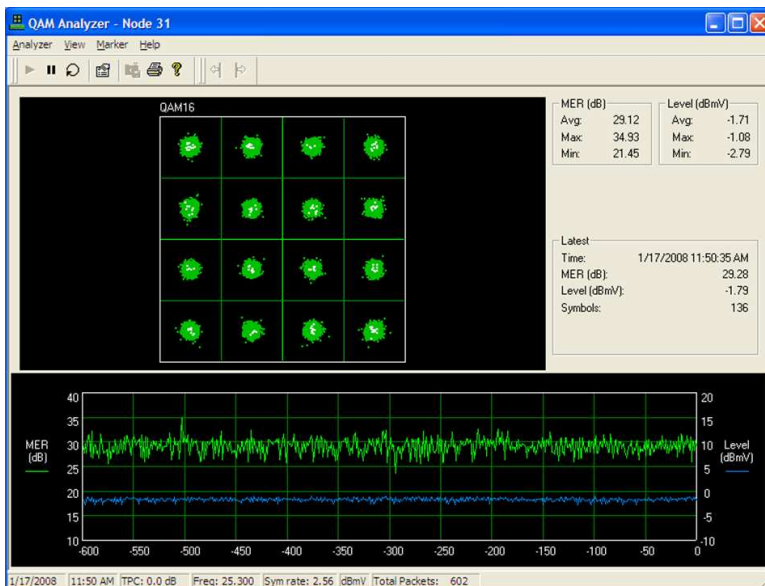 QAM Analyzer - Node 31
Analyzer View Marker Help
QAM16
MER (dB)
Avg: 29.12
Max: 34.93
Min: 21.45
Level (dBmV)
Avg: -1.71
Max: -1.08
Min: -2.79
Latest
Time: 1/17/2008 11:50:35 AM
MER (dB): 29.28
Level (dBmV): -1.79
Symbols: 136
40
35
30
25
20
15
10
MER
(dB)
20
15
10
5
0
-5
-10
Level
(dBmV)
-600 -550 -500 -450 -400 -350 -300 -250 -200 -150 -100 -50 0
1/17/2008 11:50 AM TPC: 0.0 dB Freq: 25.300 Sym rate: 2.56 dBmV Total Packets: 602